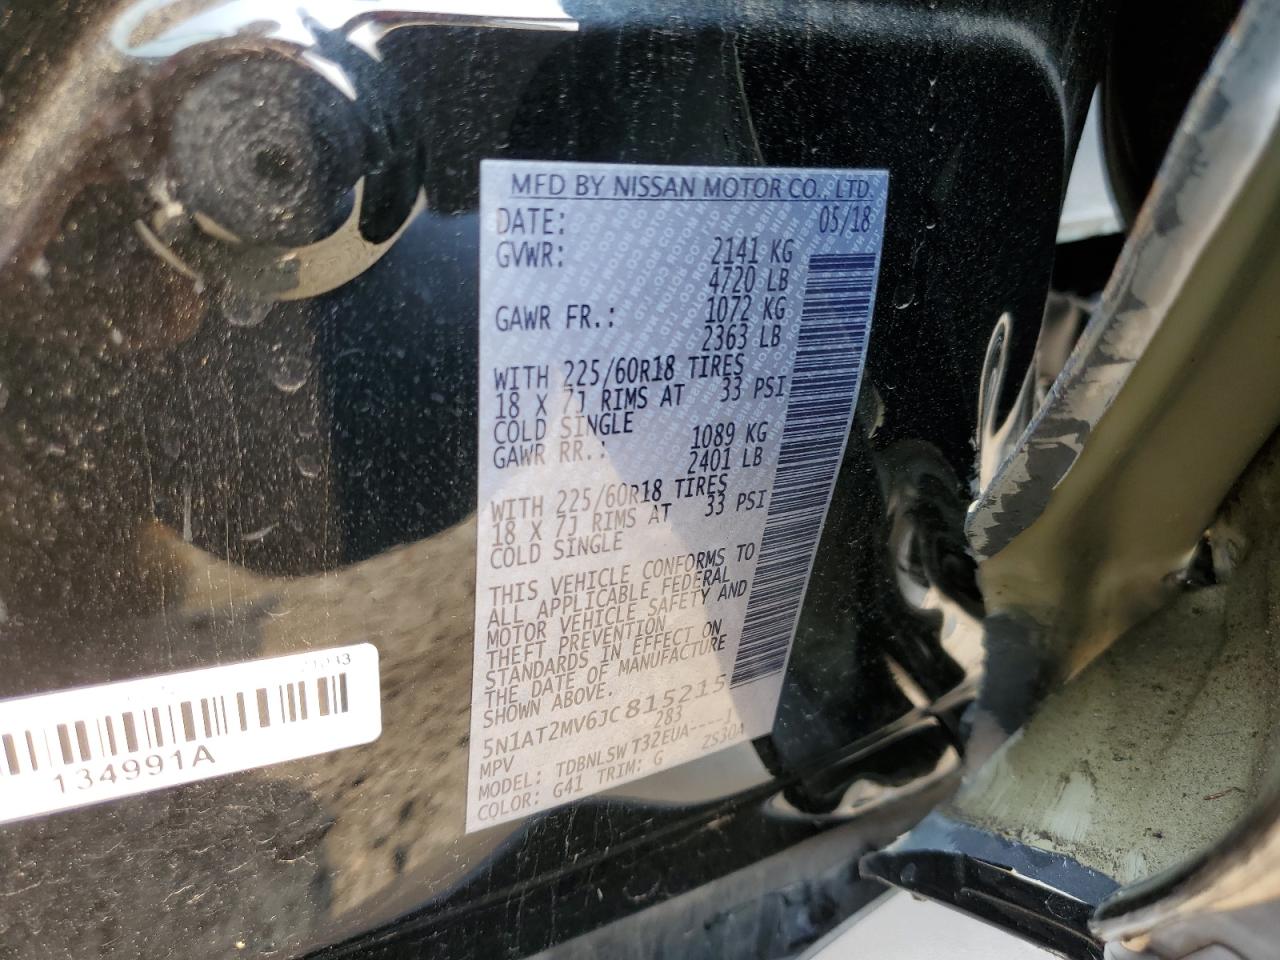 MFD BY NISSAN MOTOR CO., LTD.
DATE: 05/18
GVWR: 2141 KG
4720 LB
GAWR FR.: 1072 KG
2363 LB
WITH 225/60R18 TIRES
18 X 7J RIMS AT 33 PSI
COLD SINGLE
GAWR RR.: 1089 KG
2401 LB
WITH 225/60R18 TIRES
18 X 7J RIMS AT 33 PSI
COLD SINGLE
THIS VEHICLE CONFORMS TO
ALL APPLICABLE FEDERAL
MOTOR VEHICLE SAFETY AND
THEFT PREVENTION
STANDARDS IN EFFECT ON
THE DATE OF MANUFACTURE
SHOWN ABOVE.
5N1AT2MV6JC815215
MPV 283
MODEL: TDBNLSW T32EUA----J
COLOR: G41 TRIM: G ZS30A
134991A